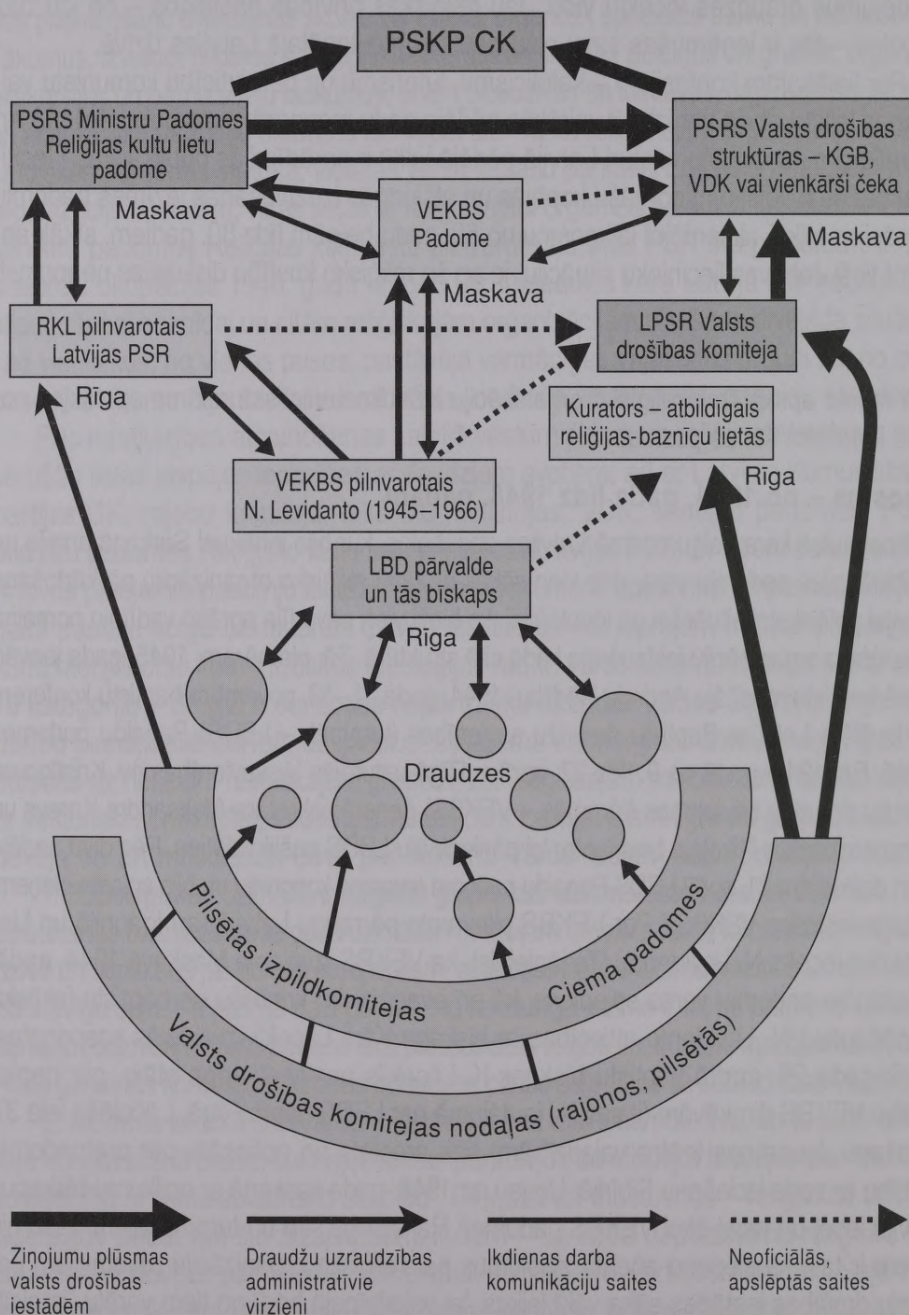 PSKP CK
PSRS Ministru Padomes
Reliģijas kultu lietu
padome
PSRS Valsts drošības
struktūras – KGB,
VDK vai vienkārši čeka
Maskava
VEKBS
Padome
Maskava
Maskava
RKL pilnvarotais
Latvijas PSR
LPSR Valsts
drošības komiteja
Rīga
Kurators – atbildīgais
reliģijas-baznīcu lietās
Rīga
VEKBS pilnvarotais
N. Levidanto (1945–1966)
LBD pārvalde
un tās bīskaps
Rīga
Draudzes
Pilsētas izpildkomitejas
Ciema padomes
Valsts drošības komitejas nodaļas (rajonos, pilsētās)
Ziņojumu plūsmas
valsts drošības
iestādēm
Draudžu uzraudzības
administratīvie
virzieni
Ikdienas darba
komunikāciju saites
Neoficiālās,
apslēptās saites